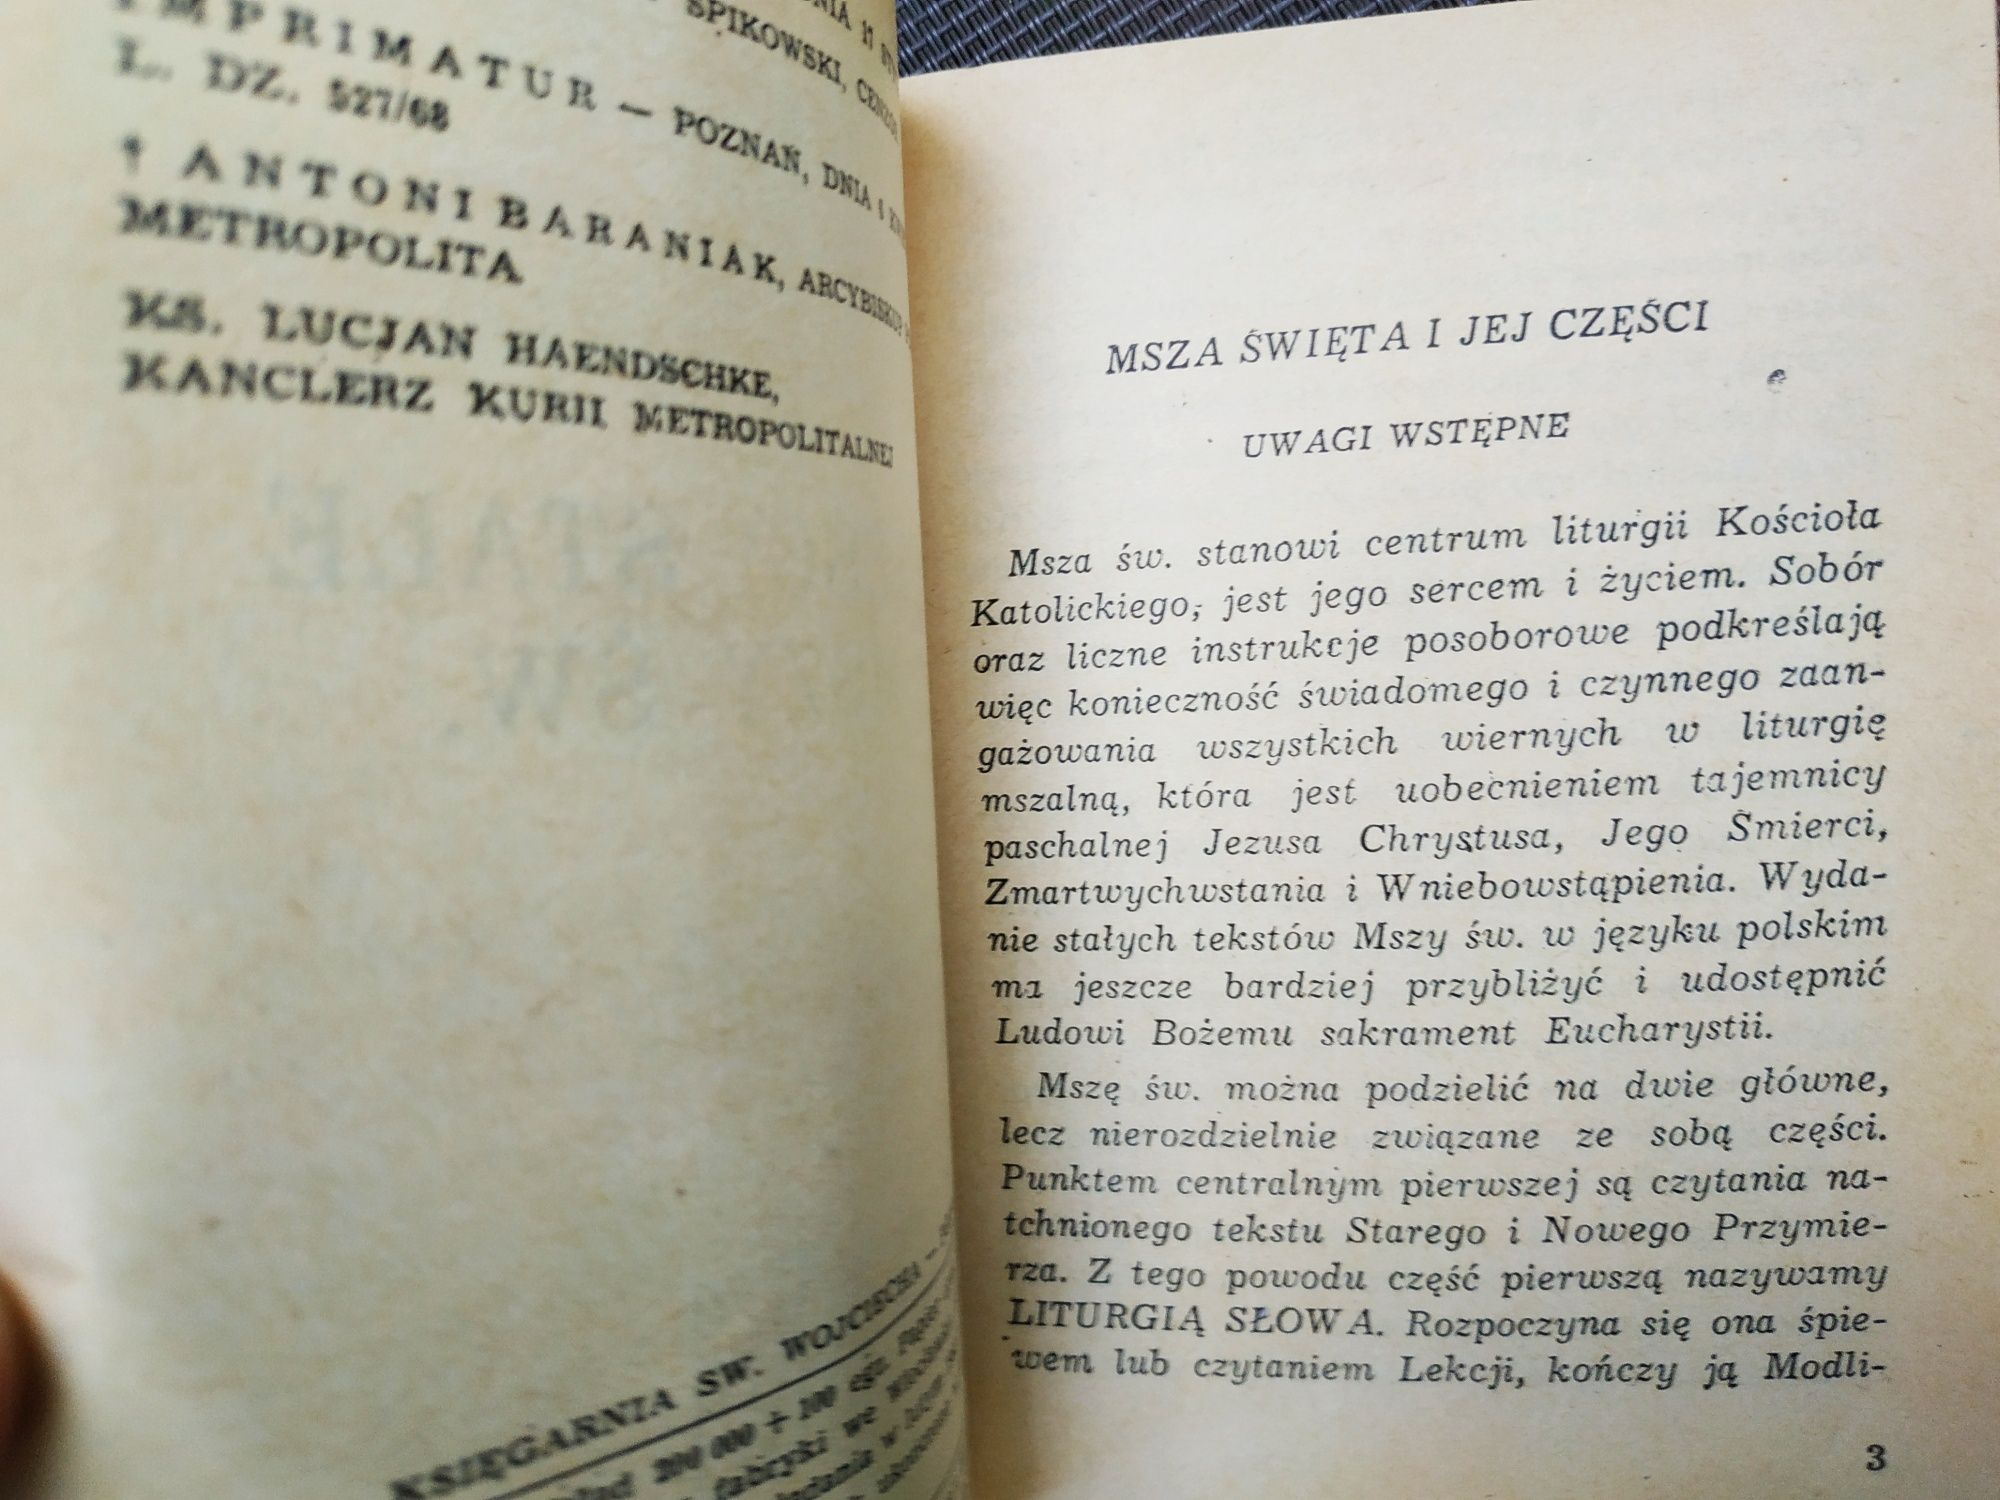 SPIKOWSKI,
IMPRIMATUR — POZNAŃ, DNIA
L. DZ. 527/68
† ANTONI BARANIAK, ARCYBISKUP
METROPOLITA
KS. LUCJAN HAENDSCHKE,
KANCLERZ KURII METROPOLITALNEJ
KSIĘGARNIA ŚW. WOJCIECHA
200 000 + 100 egz.
MSZA ŚWIĘTA I JEJ CZĘŚCI
UWAGI WSTĘPNE
Msza św. stanowi centrum liturgii Kościoła
Katolickiego, jest jego sercem i życiem. Sobór
oraz liczne instrukcje posoborowe podkreślają
więc konieczność świadomego i czynnego zaan-
gażowania wszystkich wiernych w liturgię
mszalną, która jest uobecnieniem tajemnicy
paschalnej Jezusa Chrystusa, Jego Śmierci,
Zmartwychwstania i Wniebowstąpienia. Wyda-
nie stałych tekstów Mszy św. w języku polskim
ma jeszcze bardziej przybliżyć i udostępnić
Ludowi Bożemu sakrament Eucharystii.
Mszę św. można podzielić na dwie główne,
lecz nierozdzielnie związane ze sobą części.
Punktem centralnym pierwszej są czytania na-
tchnionego tekstu Starego i Nowego Przymie-
rza. Z tego powodu część pierwszą nazywamy
LITURGIĄ SŁOWA. Rozpoczyna się ona śpie-
wem lub czytaniem Lekcji, kończy ją Modli-
3